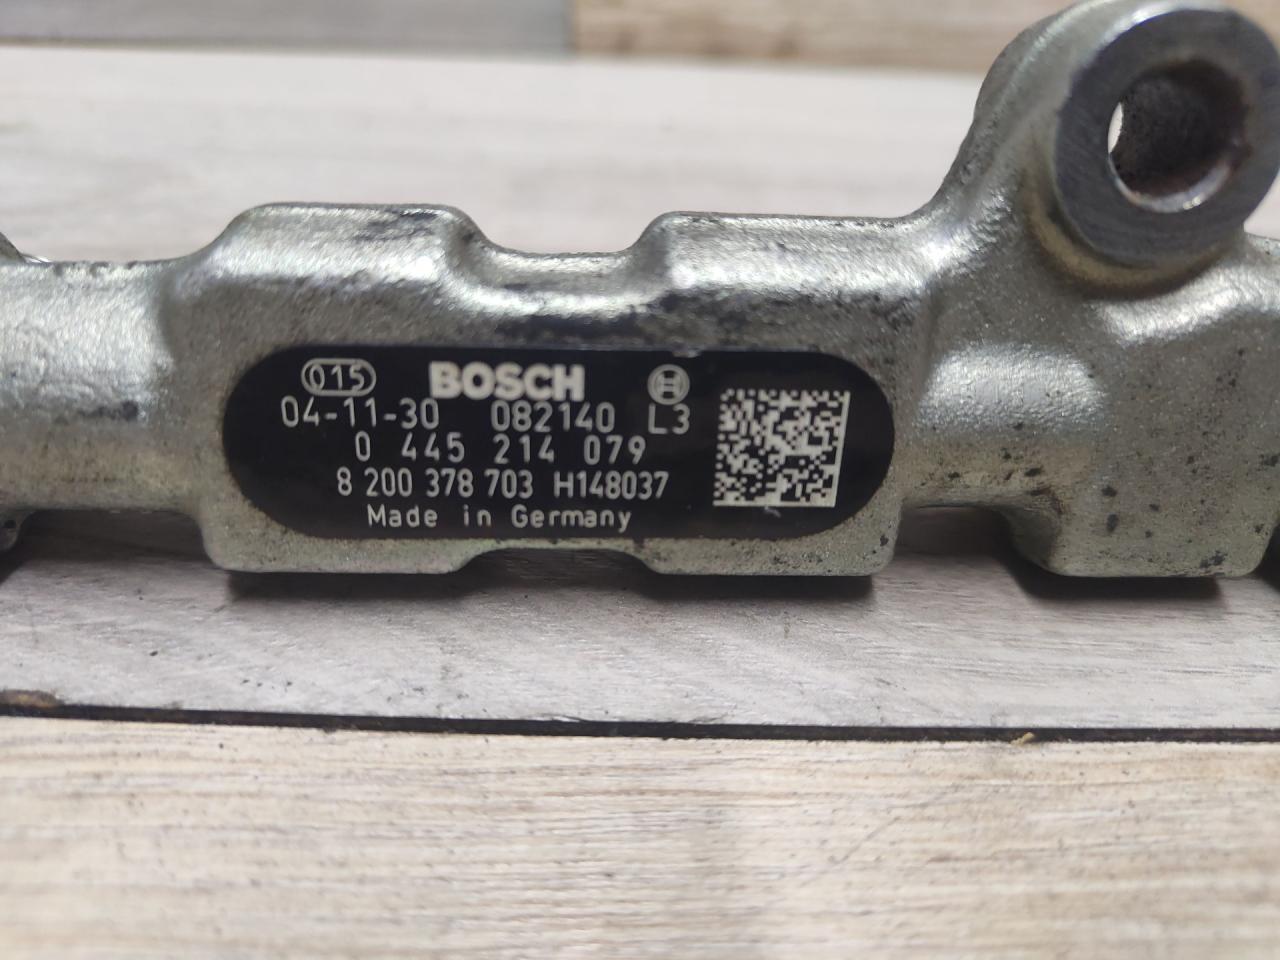 015 BOSCH
04-11-30 082140 L3
0 445 214 079
8 200 378 703 H148037
Made in Germany